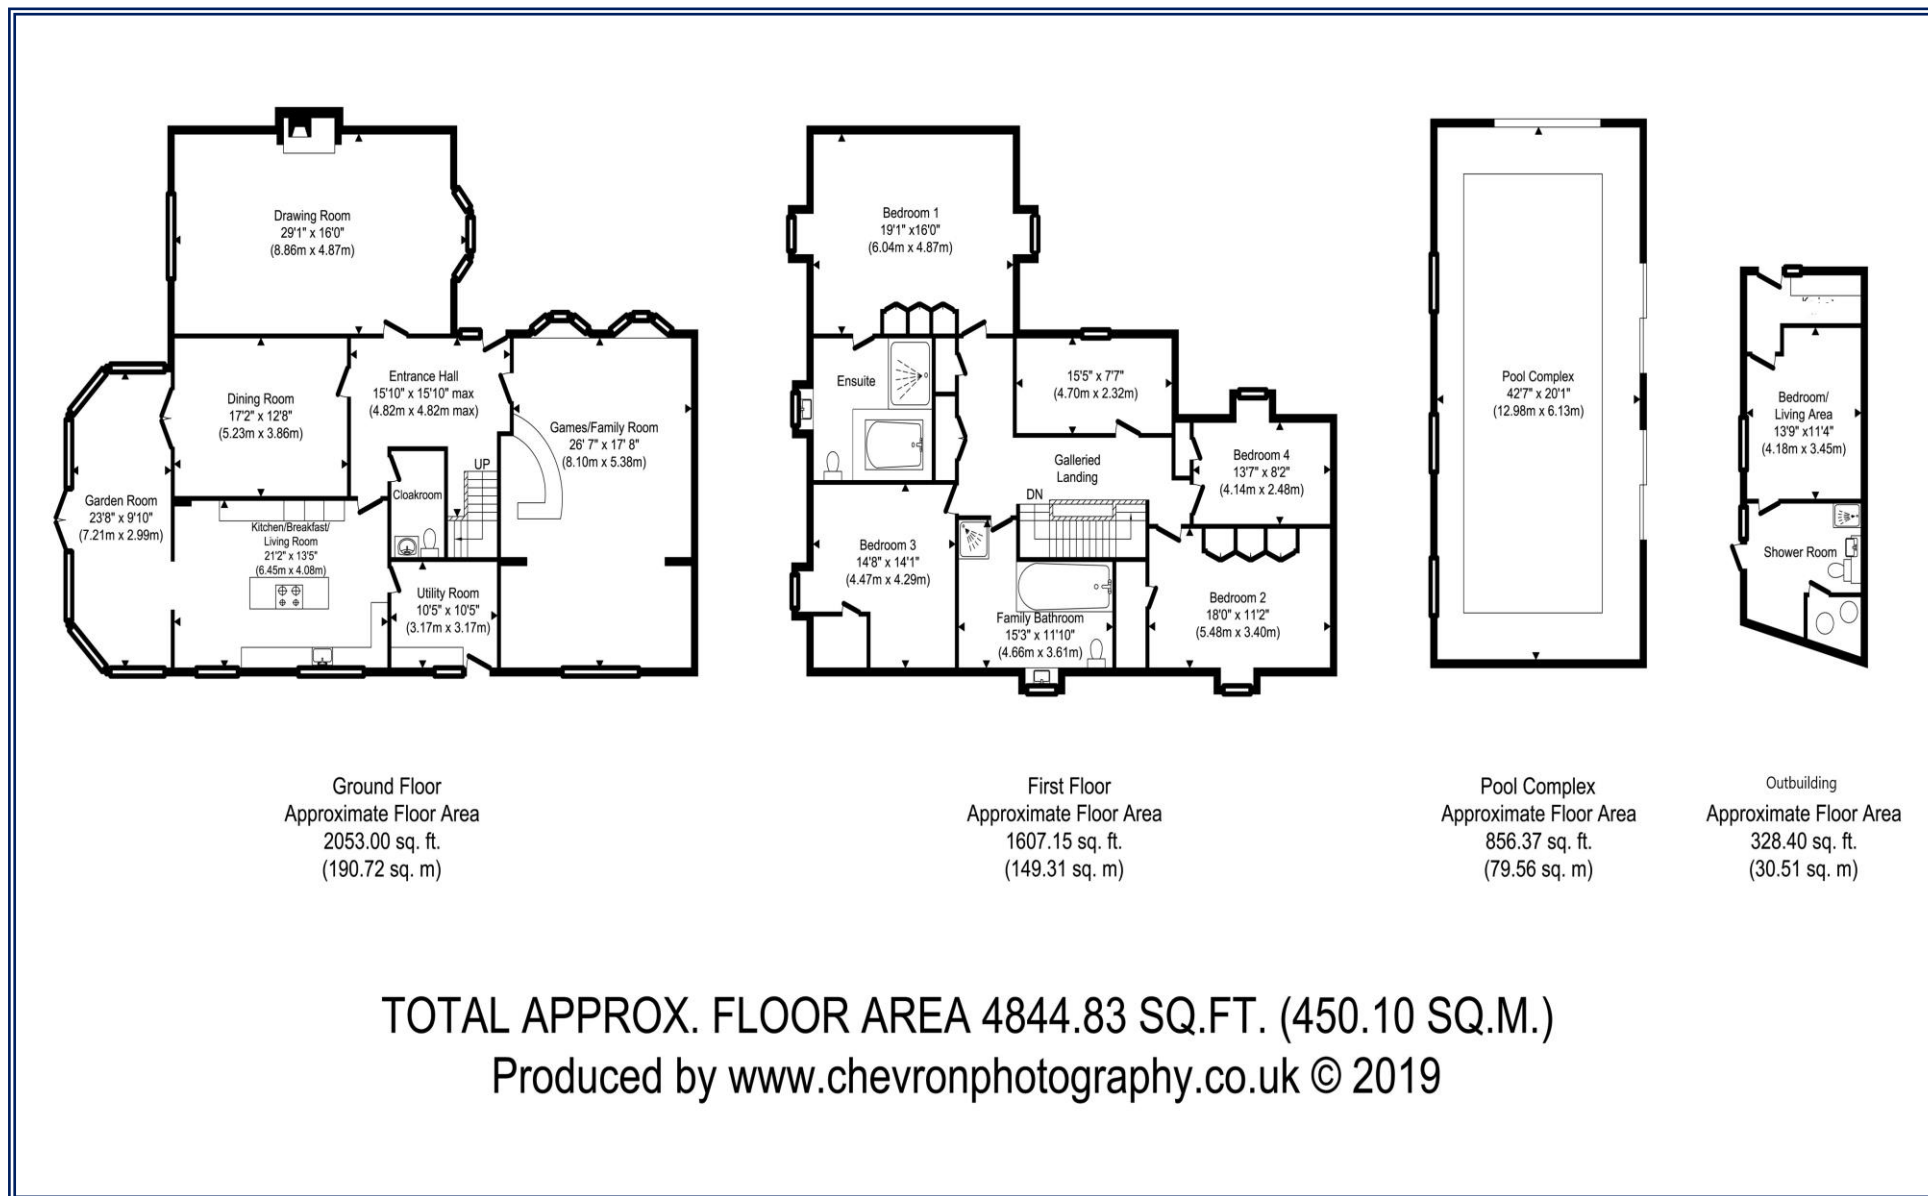 Drawing Room
29'1" x 16'0"
(8.86m x 4.87m)
Dining Room
17'2" x 12'8"
(5.23m x 3.86m)
Entrance Hall
15'10" x 15'10" max
(4.82m x 4.82m max)
Games/Family Room
26' 7" x 17' 8"
(8.10m x 5.38m)
UP
Cloakroom
Garden Room
23'8" x 9'10"
(7.21m x 2.99m)
Kitchen/Breakfast/
Living Room
21'2" x 13'5"
(6.45m x 4.08m)
Utility Room
10'5" x 10'5"
(3.17m x 3.17m)
Bedroom 1
19'1" x16'0"
(6.04m x 4.87m)
Ensuite
15'5" x 7'7"
(4.70m x 2.32m)
Galleried
Landing
DN
Bedroom 4
13'7" x 8'2"
(4.14m x 2.48m)
Bedroom 3
14'8" x 14'1"
(4.47m x 4.29m)
Family Bathroom
15'3" x 11'10"
(4.66m x 3.61m)
Bedroom 2
18'0" x 11'2"
(5.48m x 3.40m)
Pool Complex
42'7" x 20'1"
(12.98m x 6.13m)
Bedroom/
Living Area
13'9" x11'4"
(4.18m x 3.45m)
Shower Room
Ground Floor
Approximate Floor Area
2053.00 sq. ft.
(190.72 sq. m)
First Floor
Approximate Floor Area
1607.15 sq. ft.
(149.31 sq. m)
Pool Complex
Approximate Floor Area
856.37 sq. ft.
(79.56 sq. m)
Outbuilding
Approximate Floor Area
328.40 sq. ft.
(30.51 sq. m)
TOTAL APPROX. FLOOR AREA 4844.83 SQ.FT. (450.10 SQ.M.)
Produced by www.chevronphotography.co.uk © 2019